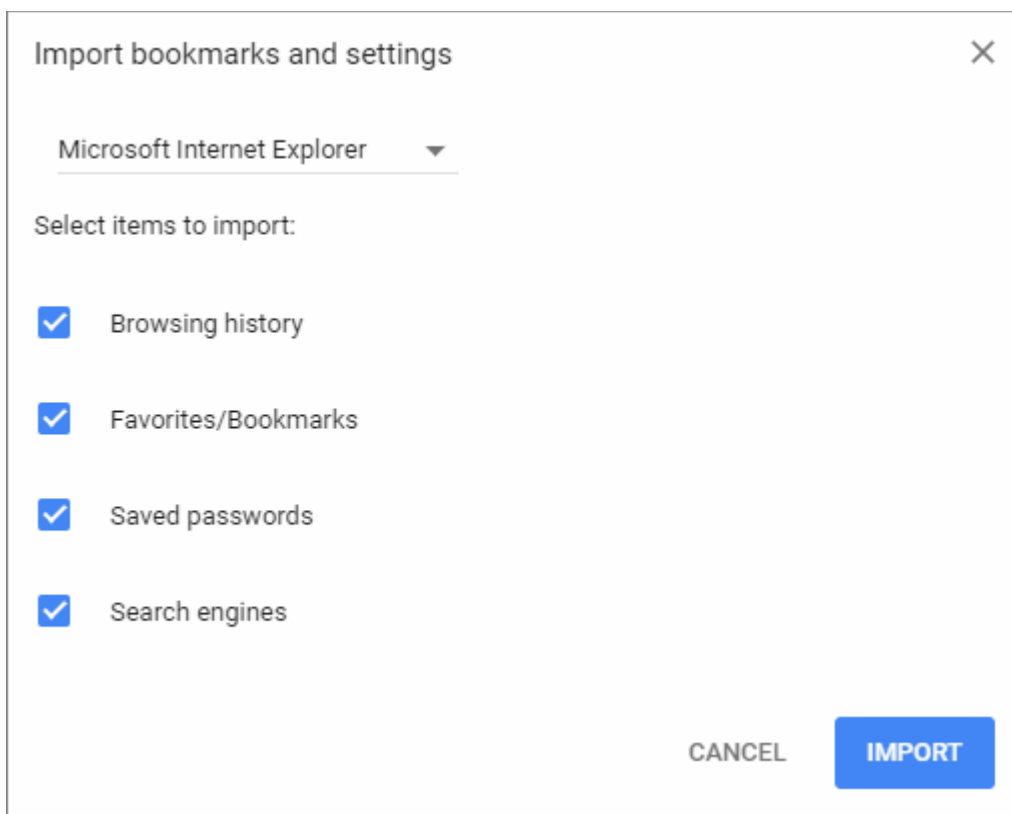 Import bookmarks and settings
Microsoft Internet Explorer
Select items to import:
Browsing history
Favorites/Bookmarks
Saved passwords
Search engines
CANCEL IMPORT